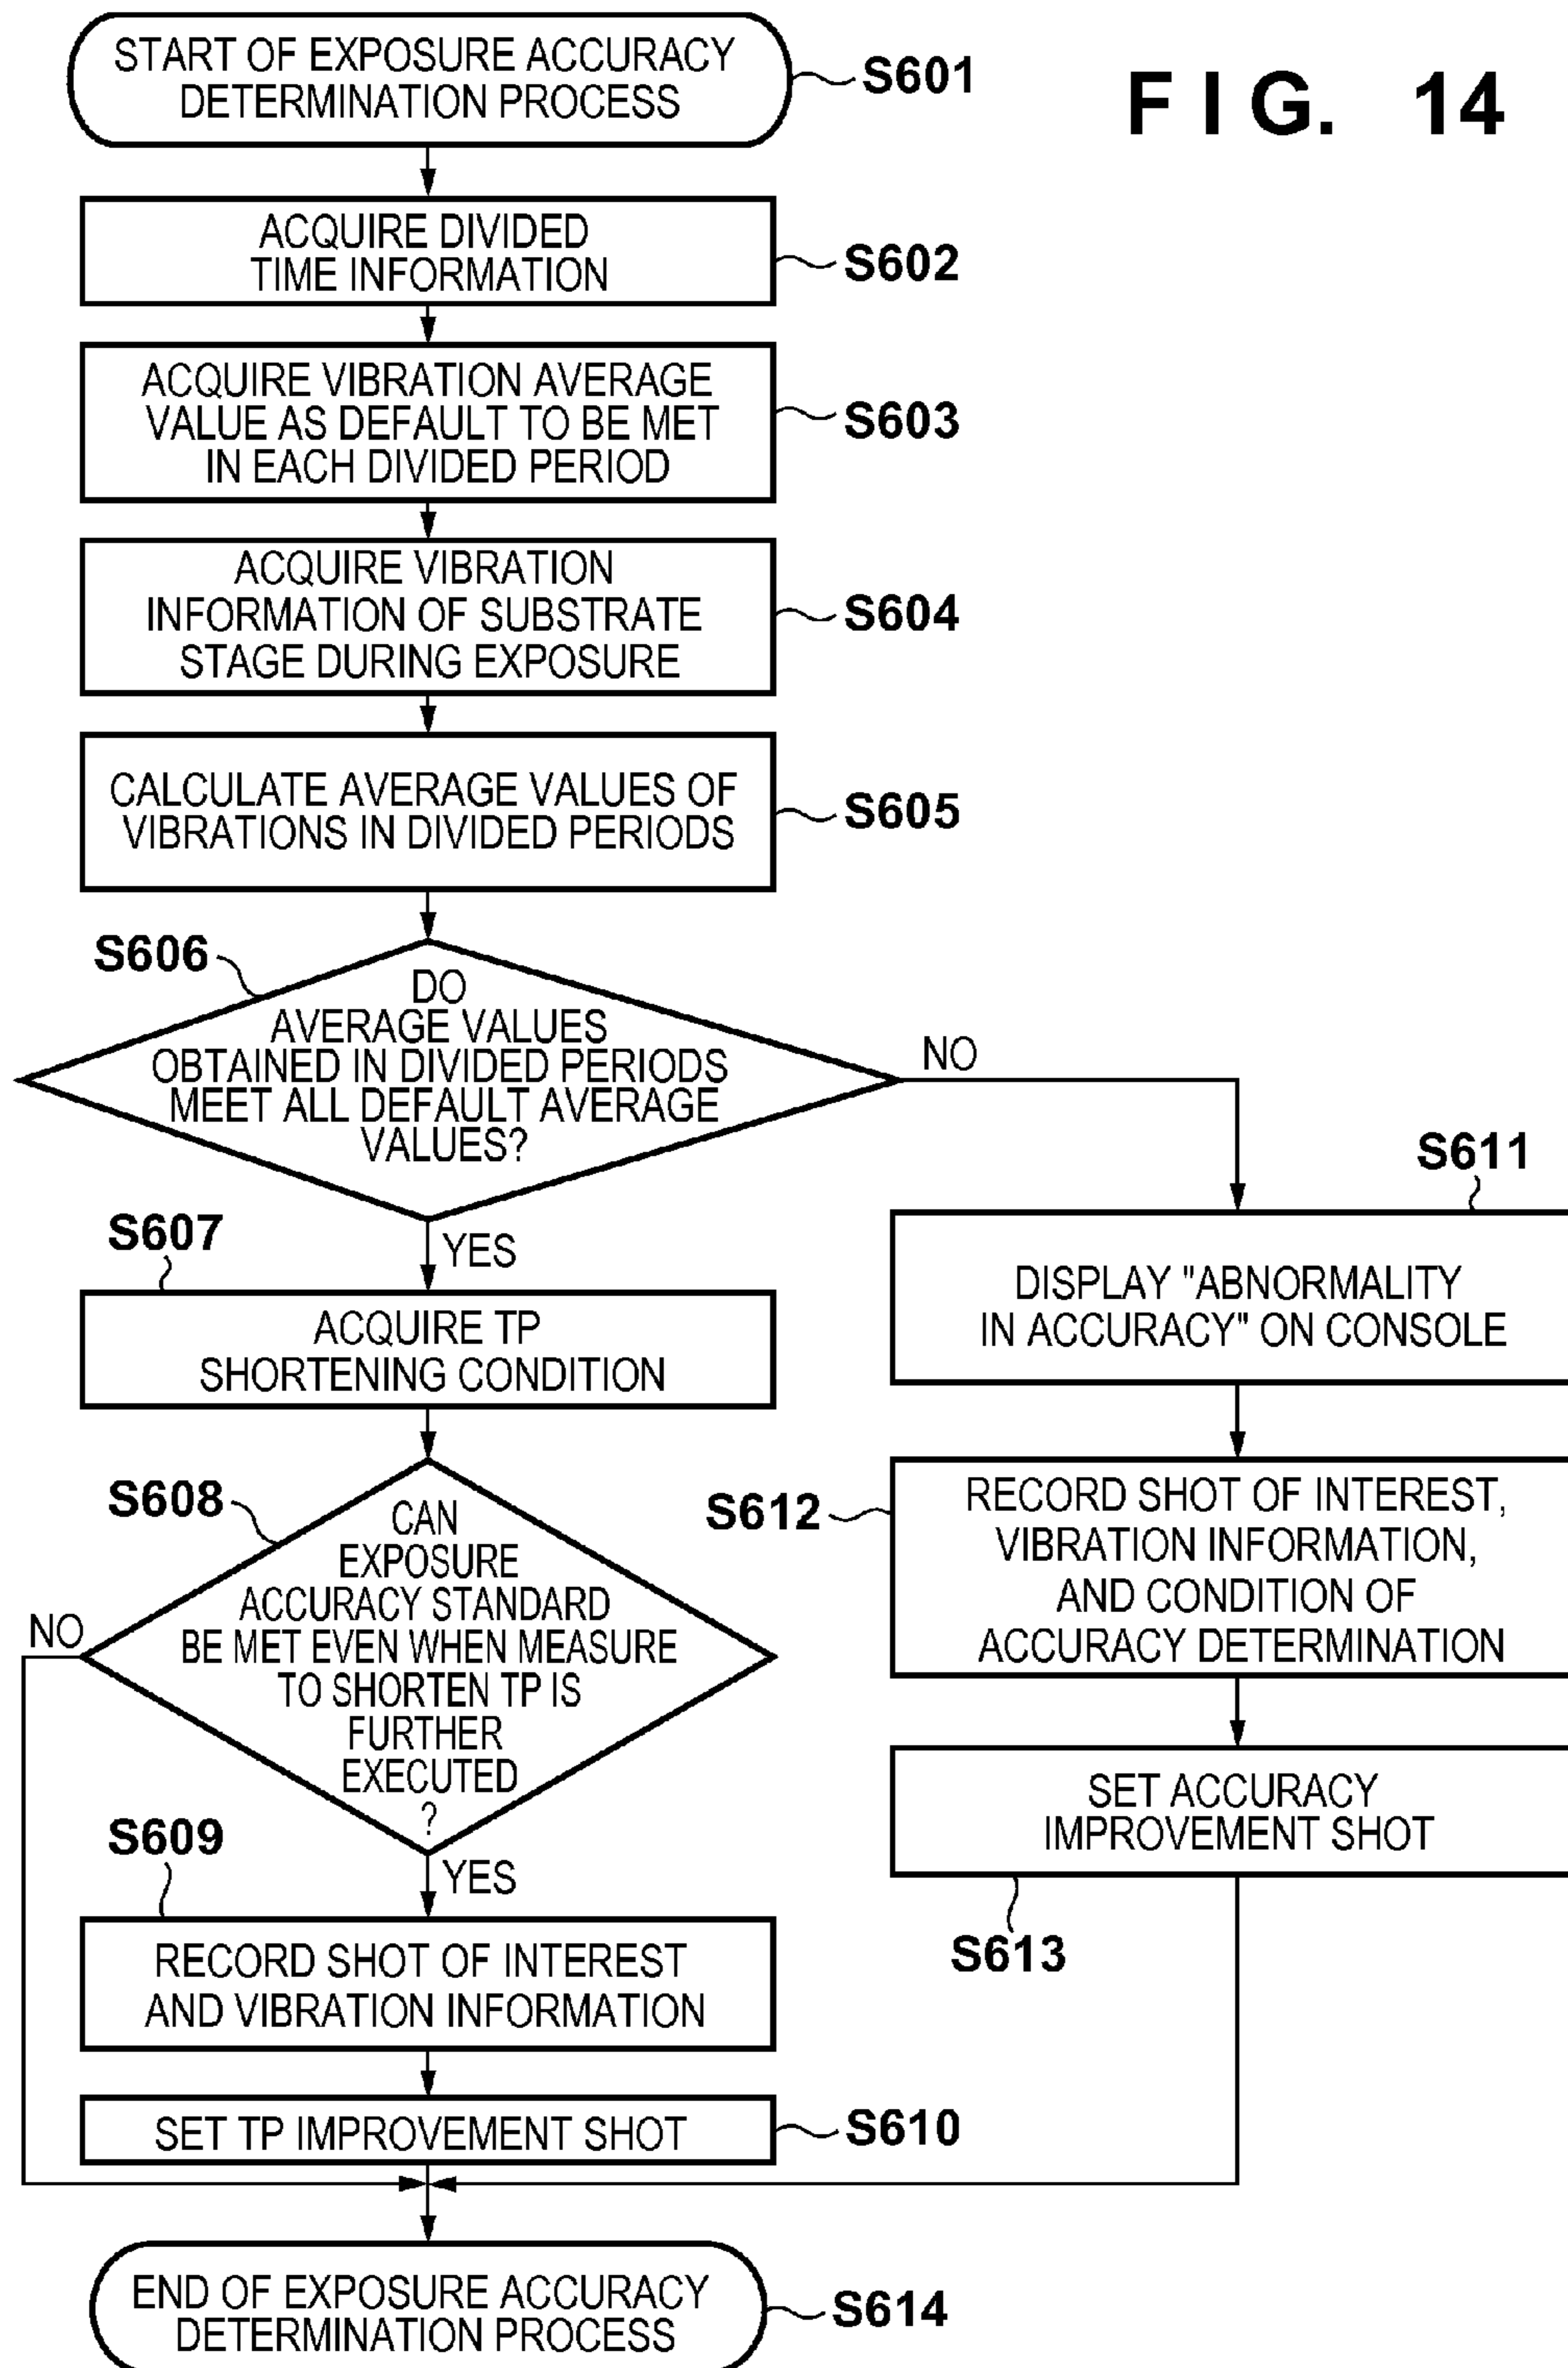 START OF EXPOSURE ACCURACY
DETERMINATION PROCESS
S601
F I G. 14
ACQUIRE DIVIDED
TIME INFORMATION
S602
ACQUIRE VIBRATION AVERAGE
VALUE AS DEFAULT TO BE MET
IN EACH DIVIDED PERIOD
S603
ACQUIRE VIBRATION
INFORMATION OF SUBSTRATE
STAGE DURING EXPOSURE
S604
CALCULATE AVERAGE VALUES OF
VIBRATIONS IN DIVIDED PERIODS
S605
S606
DO
AVERAGE VALUES
OBTAINED IN DIVIDED PERIODS
MEET ALL DEFAULT AVERAGE
VALUES?
NO
YES
S607
ACQUIRE TP
SHORTENING CONDITION
S608
CAN
EXPOSURE
ACCURACY STANDARD
BE MET EVEN WHEN MEASURE
TO SHORTEN TP IS
FURTHER
EXECUTED
?
NO
YES
S609
RECORD SHOT OF INTEREST
AND VIBRATION INFORMATION
SET TP IMPROVEMENT SHOT
S610
S611
DISPLAY "ABNORMALITY
IN ACCURACY" ON CONSOLE
S612
RECORD SHOT OF INTEREST,
VIBRATION INFORMATION,
AND CONDITION OF
ACCURACY DETERMINATION
SET ACCURACY
IMPROVEMENT SHOT
S613
END OF EXPOSURE ACCURACY
DETERMINATION PROCESS
S614